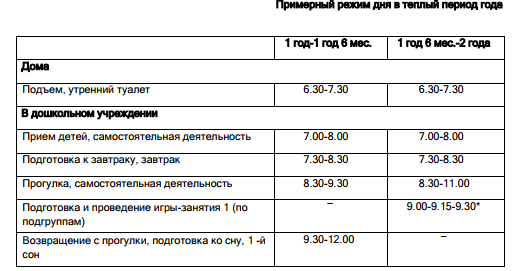 Примерный режим дня в теплый период года
1 год-1 год 6 мес. 1 год 6 мес.-2 года
Дома
Подъем, утренний туалет 6.30-7.30 6.30-7.30
В дошкольном учреждении
Прием детей, самостоятельная деятельность 7.00-8.00 7.00-8.00
Подготовка к завтраку, завтрак 7.30-8.30 7.30-8.30
Прогулка, самостоятельная деятельность 8.30-9.30 8.30-11.00
Подготовка и проведение игры-занятия 1 (по – 9.00-9.15-9.30*
подгруппам)
Возвращение с прогулки, подготовка ко сну, 1 -й 9.30-12.00 –
сон